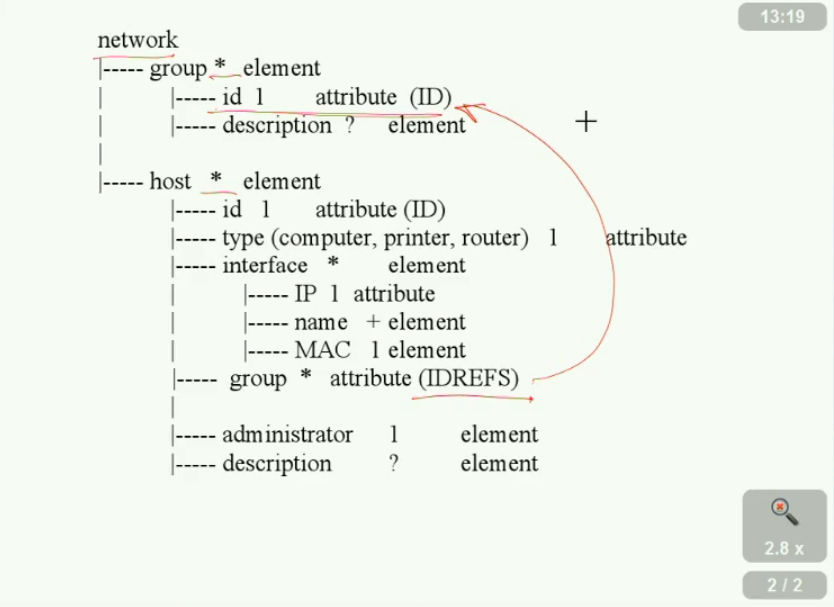 13:19
network
|----- group * element
| |----- id 1 attribute (ID)
| |----- description ? element
|
|----- host * element
|----- id 1 attribute (ID)
|----- type (computer, printer, router) 1 attribute
|----- interface * element
| |----- IP 1 attribute
| |----- name + element
| |----- MAC 1 element
|----- group * attribute (IDREFS)
|
|----- administrator 1 element
|----- description ? element
2.8 x
2 / 2